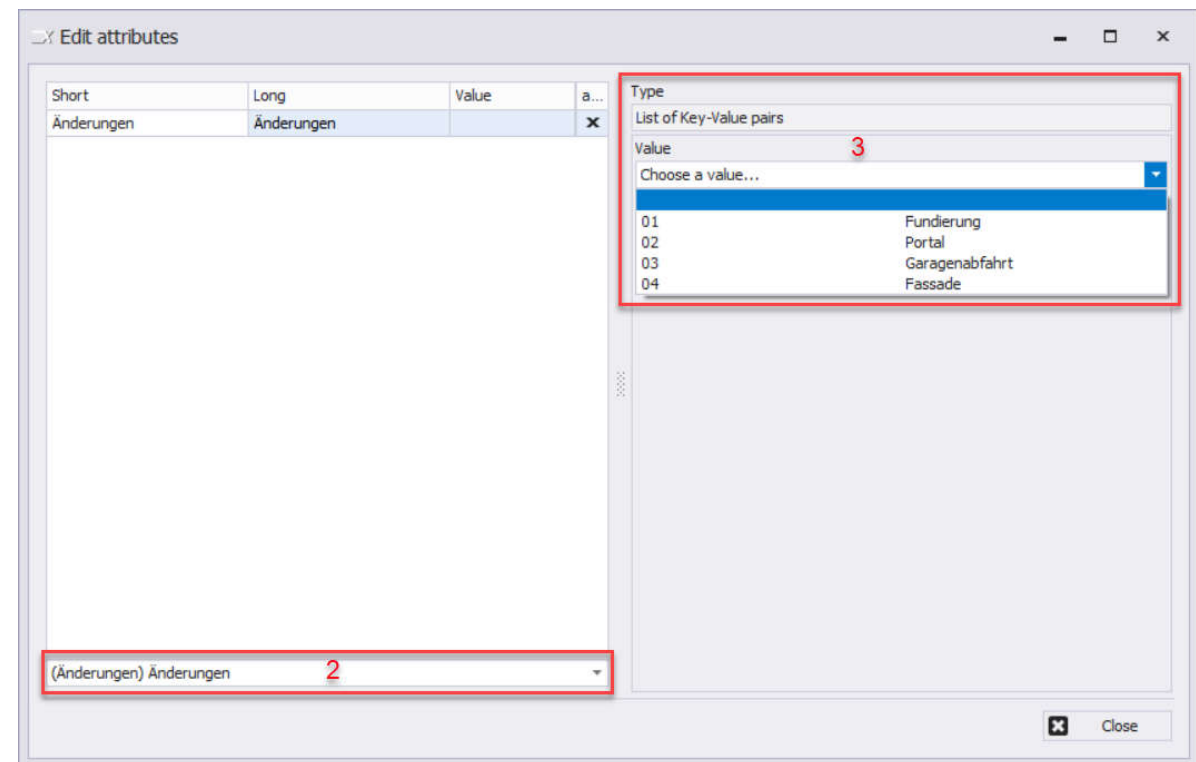 Edit attributes
Short Long Value a...
Änderungen Änderungen
Type
List of Key-Value pairs
Value 3
Choose a value...
01 Fundierung
02 Portal
03 Garagenabfahrt
04 Fassade
(Änderungen) Änderungen 2
Close